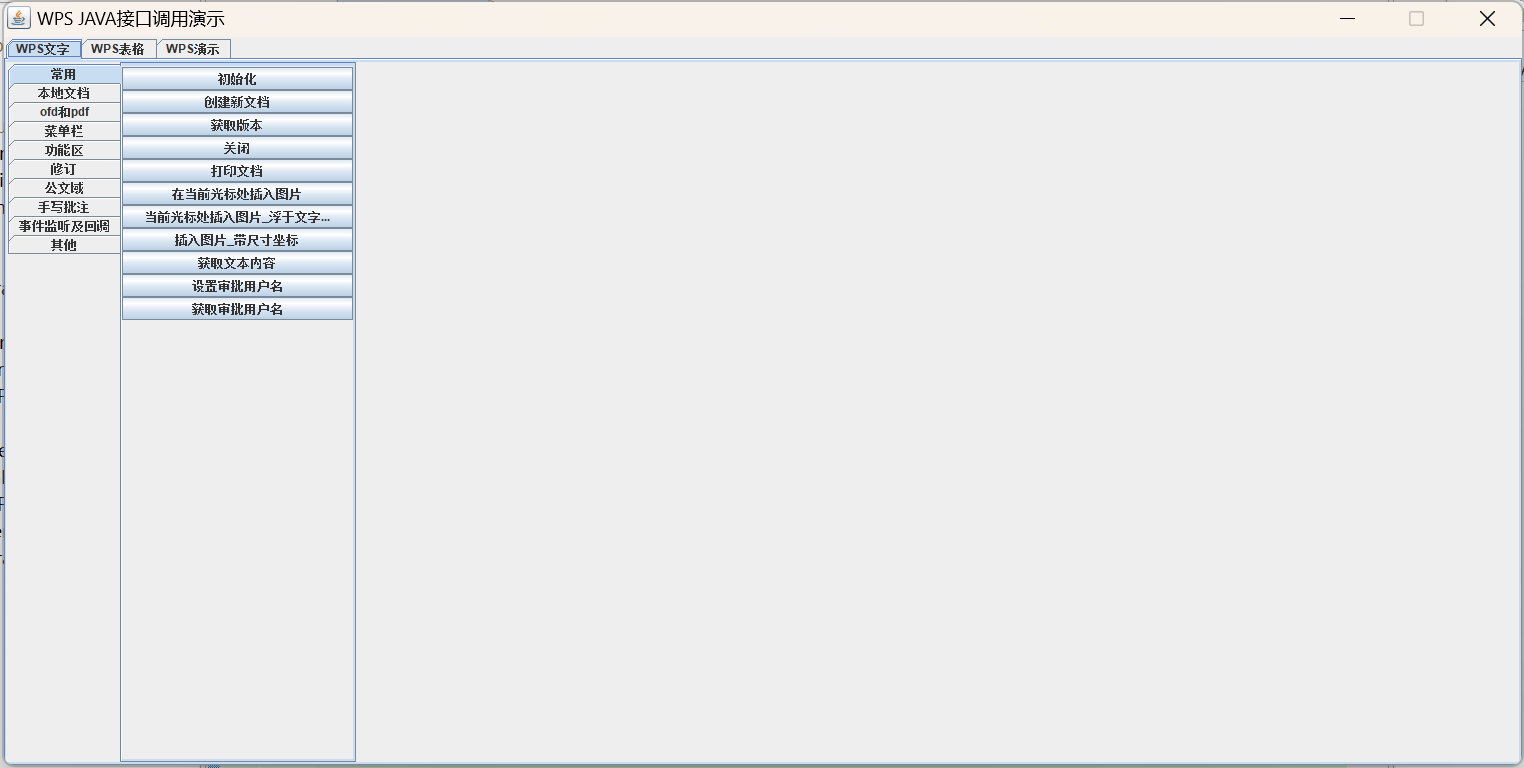 WPS JAVA接口调用演示
WPS文字 WPS表格 WPS演示
常用
本地文档
ofd和pdf
菜单栏
功能区
修订
公文域
手写批注
事件监听及回调
其他
初始化
创建新文档
获取版本
关闭
打印文档
在当前光标处插入图片
当前光标处插入图片_浮于文字...
插入图片_带尺寸坐标
获取文本内容
设置审批用户名
获取审批用户名